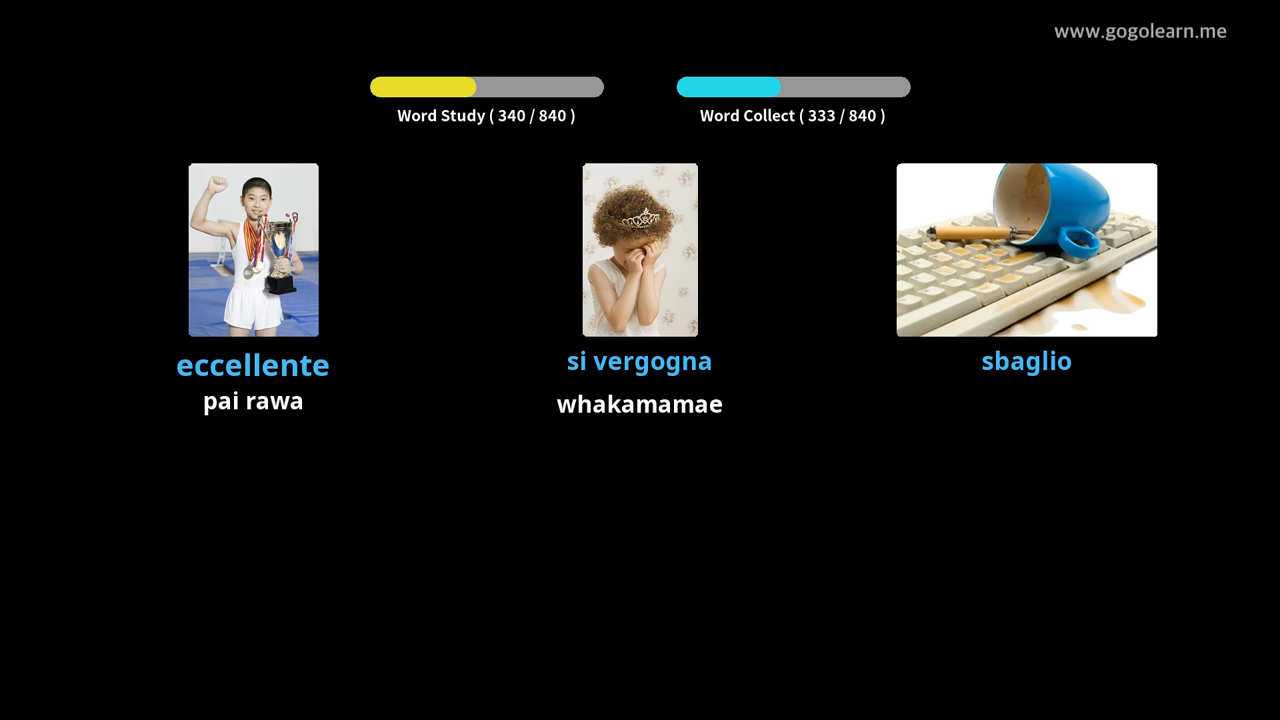 www.gogolearn.me
Word Study ( 340 / 840 )
Word Collect ( 333 / 840 )
eccellente
pai rawa
si vergogna
whakamamae
sbaglio